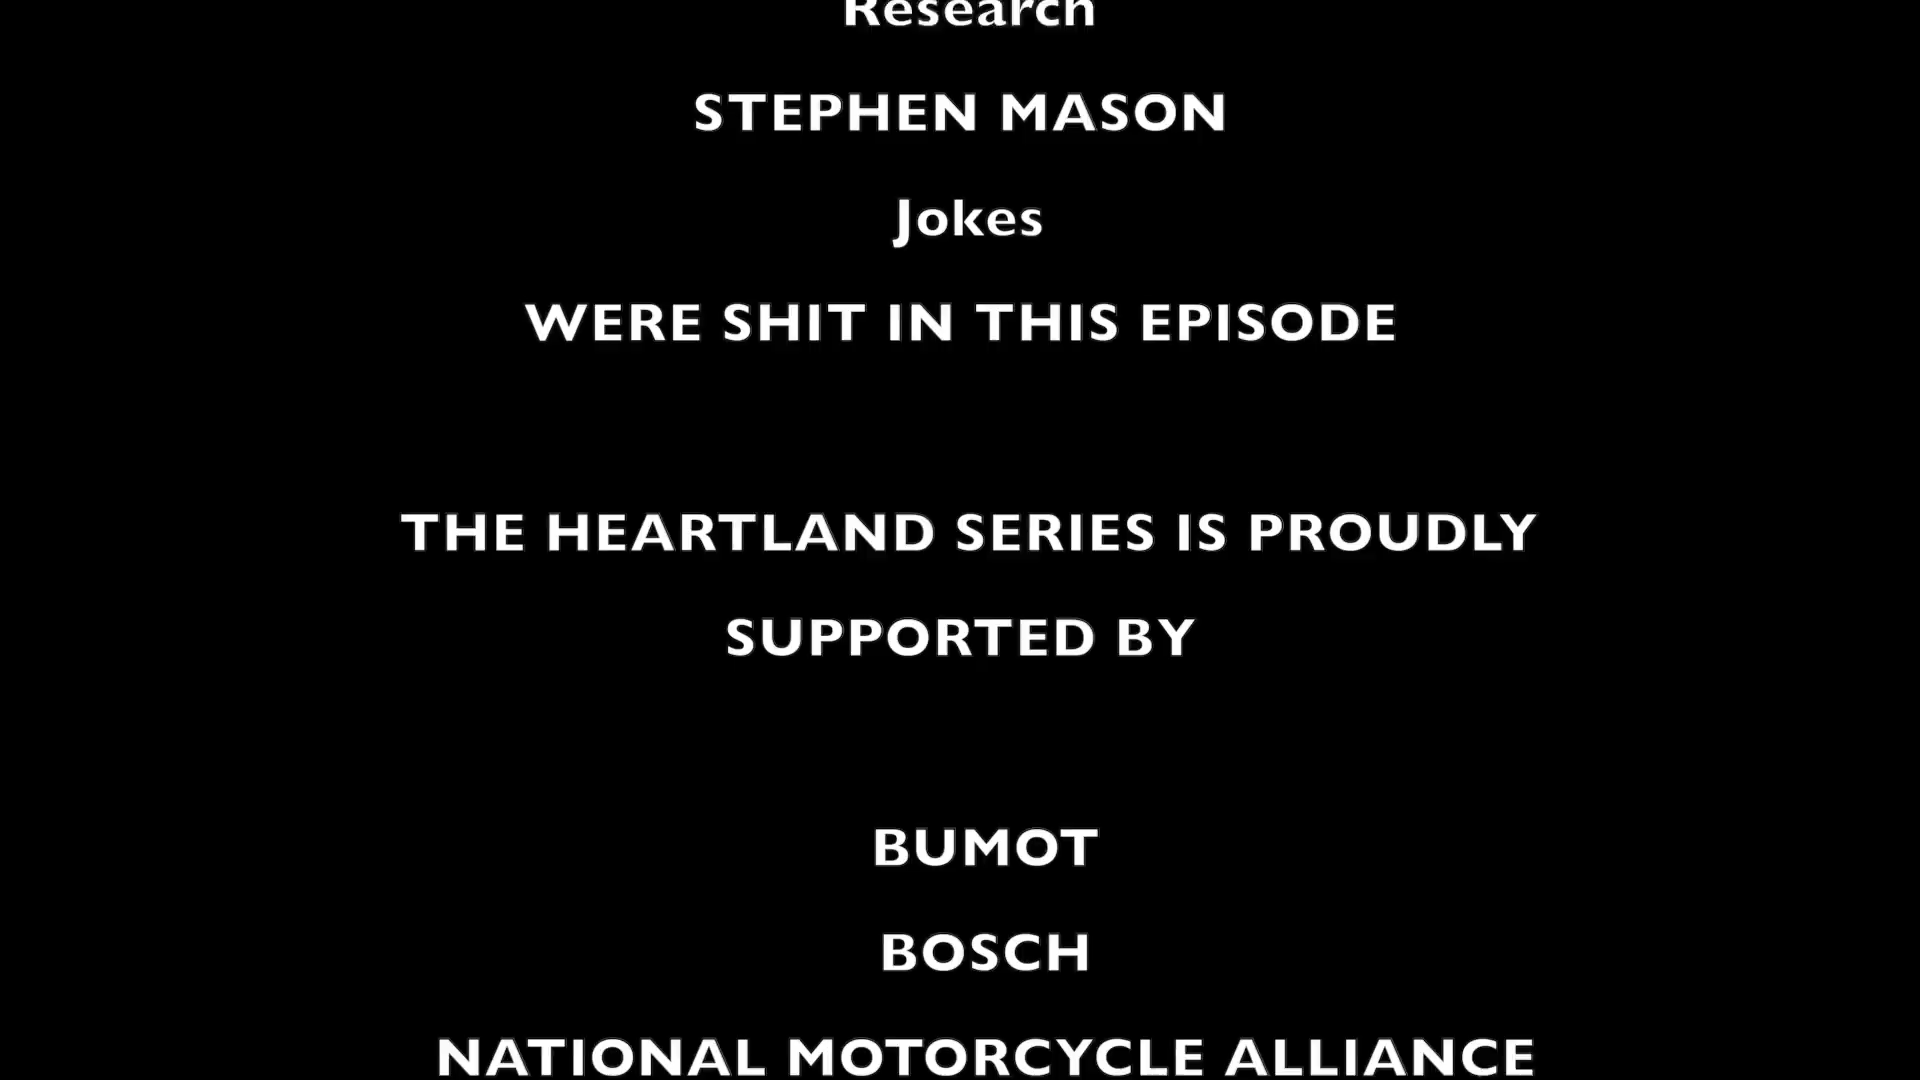 Research
STEPHEN MASON
Jokes
WERE SHIT IN THIS EPISODE
THE HEARTLAND SERIES IS PROUDLY
SUPPORTED BY
BUMOT
BOSCH
NATIONAL MOTORCYCLE ALLIANCE